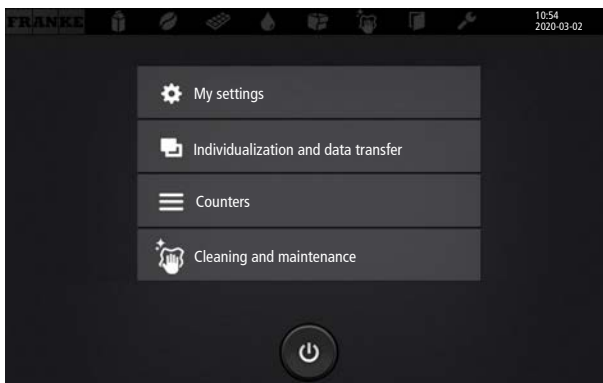 FRANKE
10:54
2020-03-02
My settings
Individualization and data transfer
Counters
Cleaning and maintenance